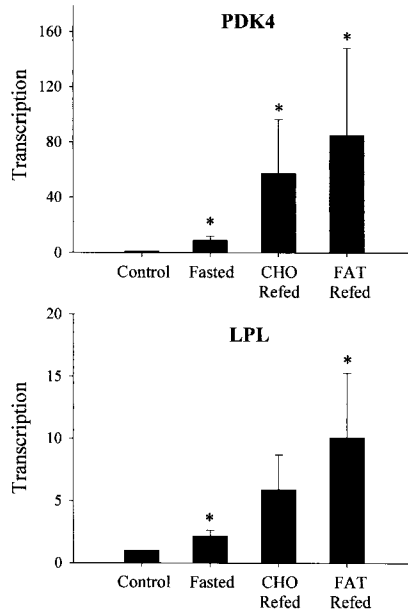 PDK4
160
120
80
40
0
Transcription
*
*
*
Control Fasted CHO FAT
Refed Refed
LPL
20
15
10
5
0
Transcription
*
*
Control Fasted CHO FAT
Refed Refed